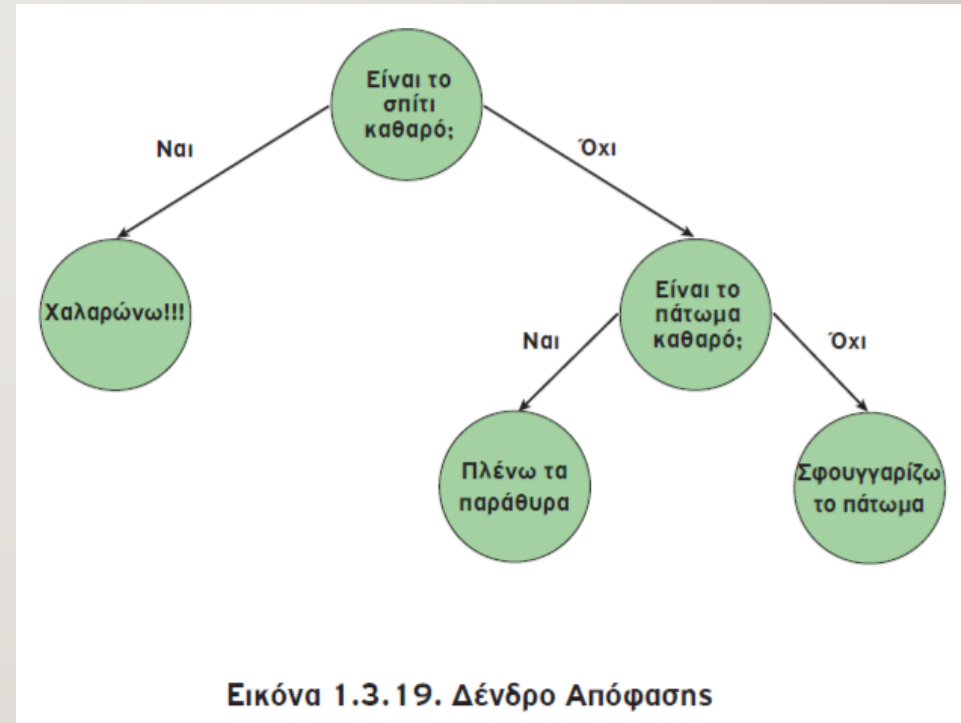 Είναι το
σπίτι
καθαρό;
Ναι
Όχι
Χαλαρώνω!!!
Είναι το
πάτωμα
καθαρό;
Ναι
Όχι
Πλένω τα
παράθυρα
Σφουγγαρίζω
το πάτωμα
Εικόνα 1.3.19. Δένδρο Απόφασης